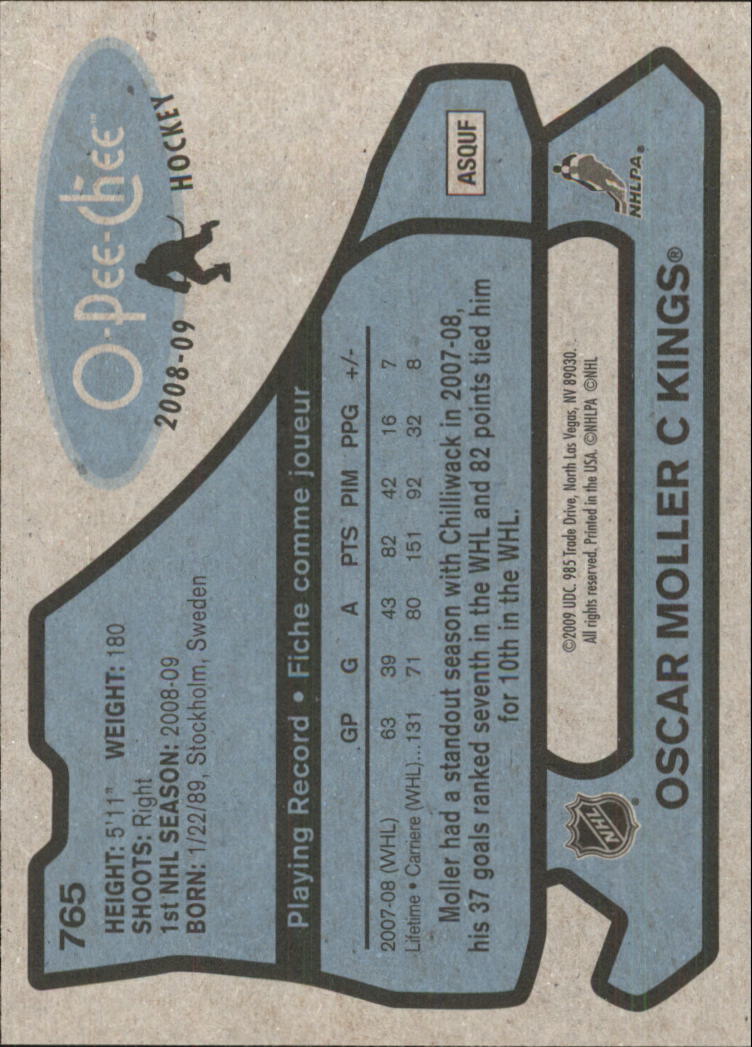 765
HEIGHT: 5'11" WEIGHT: 180
SHOOTS: Right
1st NHL SEASON: 2008-09
BORN: 1/22/89, Stockholm, Sweden
O-Pee-Chee™
2008-09 HOCKEY
Playing Record • Fiche comme joueur
GP G A PTS PIM PPG +/-
2007-08 (WHL) 63 39 43 82 42 16 7
Lifetime • Carriere (WHL)...131 71 80 151 92 32 8
Moller had a standout season with Chilliwack in 2007-08,
his 37 goals ranked seventh in the WHL and 82 points tied him
for 10th in the WHL.
ASQUF
NHL ®
©2009 UDC. 985 Trade Drive, North Las Vegas, NV 89030.
All rights reserved. Printed in the USA. ©NHLPA ©NHL
NHLPA®
OSCAR MOLLER C KINGS®